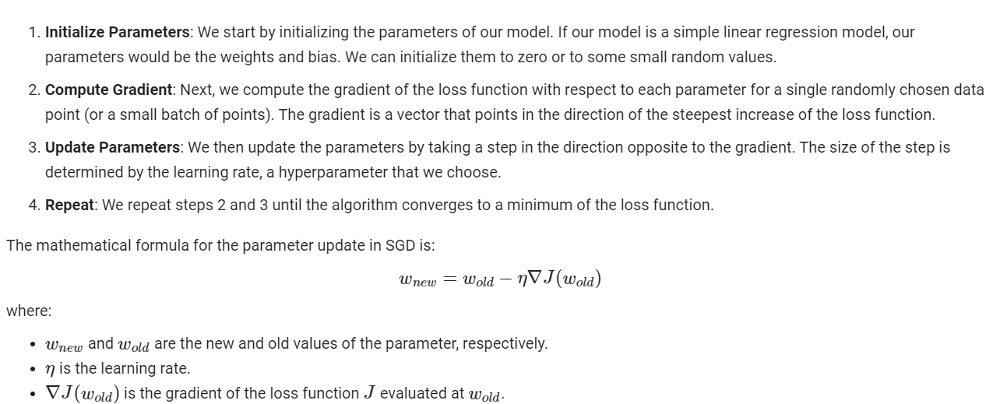 1. Initialize Parameters: We start by initializing the parameters of our model. If our model is a simple linear regression model, our
parameters would be the weights and bias. We can initialize them to zero or to some small random values.
2. Compute Gradient: Next, we compute the gradient of the loss function with respect to each parameter for a single randomly chosen data
point (or a small batch of points). The gradient is a vector that points in the direction of the steepest increase of the loss function.
3. Update Parameters: We then update the parameters by taking a step in the direction opposite to the gradient. The size of the step is
determined by the learning rate, a hyperparameter that we choose.
4. Repeat: We repeat steps 2 and 3 until the algorithm converges to a minimum of the loss function.
The mathematical formula for the parameter update in SGD is:
w_{new} = w_{old} − η∇J(w_{old})
where:
• w_{new} and w_{old} are the new and old values of the parameter, respectively.
• η is the learning rate.
• ∇J(w_{old}) is the gradient of the loss function J evaluated at w_{old}.